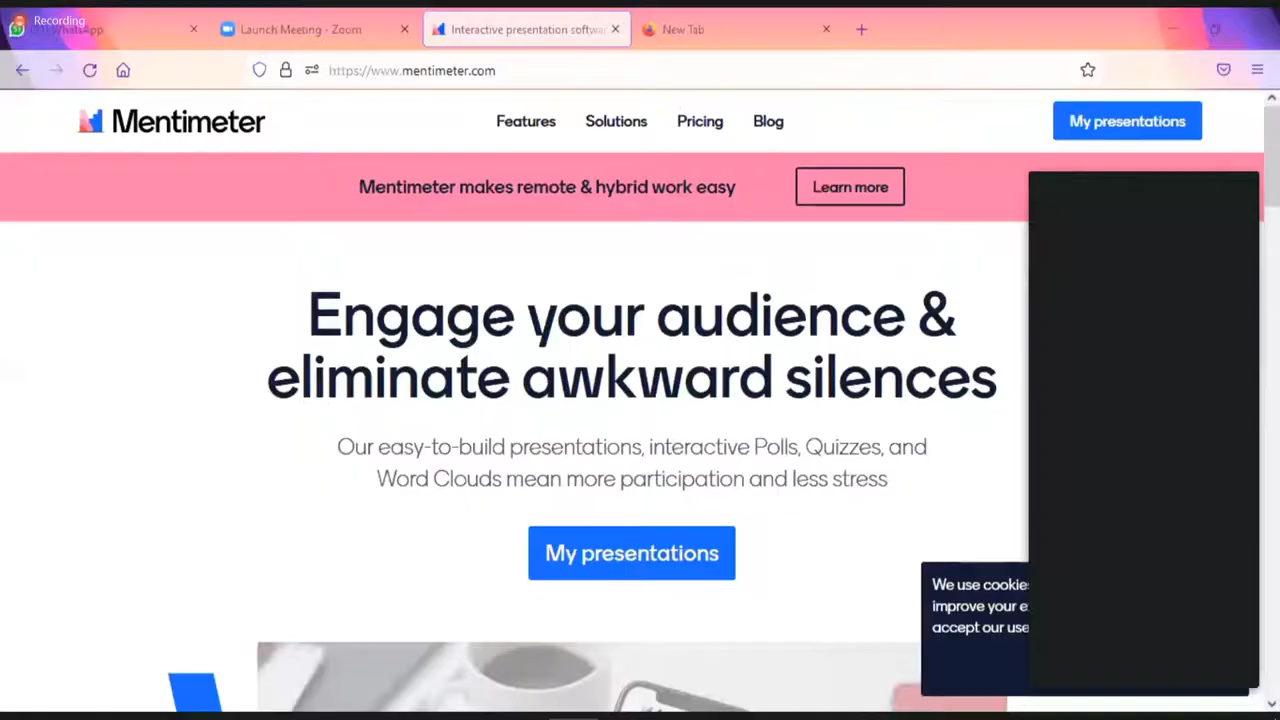 Recording
Launch Meeting - Zoom
Interactive presentation softwa
New Tab
https://www.mentimeter.com
Mentimeter
Features
Solutions
Pricing
Blog
My presentations
Mentimeter makes remote & hybrid work easy
Learn more
Engage your audience &
eliminate awkward silences
Our easy-to-build presentations, interactive Polls, Quizzes, and
Word Clouds mean more participation and less stress
My presentations
We use cookie
improve your e
accept our use